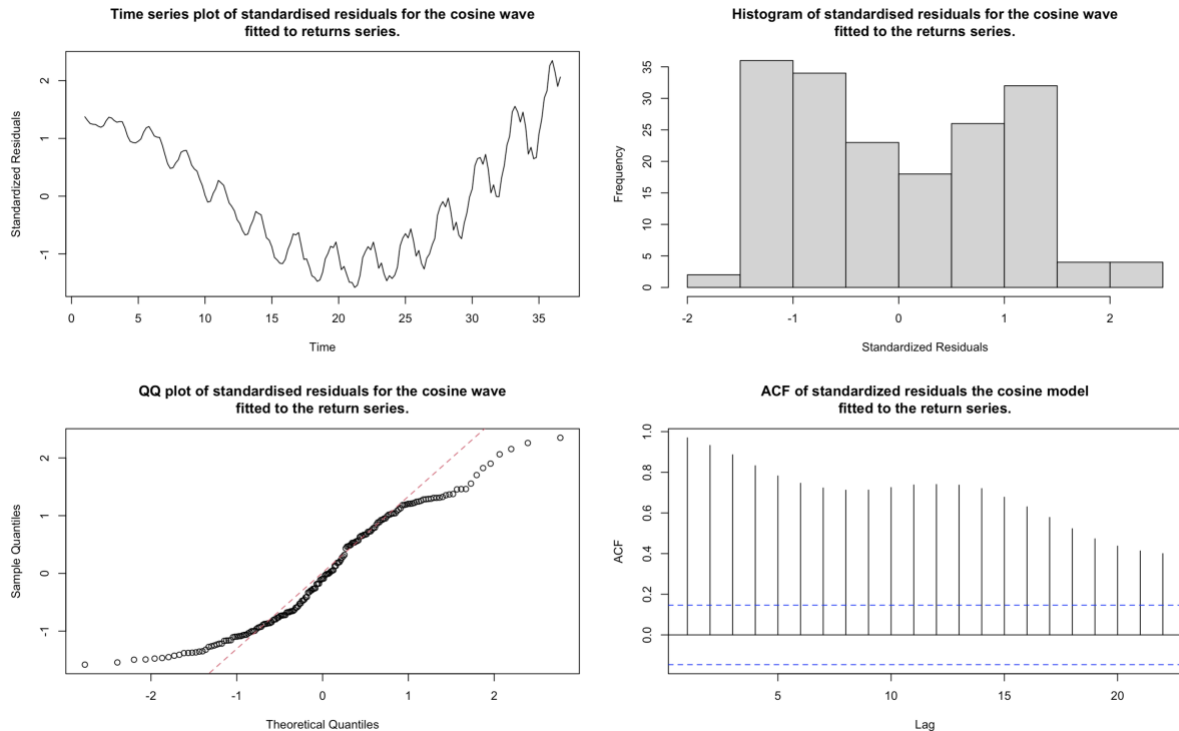 Time series plot of standardised residuals for the cosine wave
fitted to returns series.
Standardized Residuals
2
1
0
-1
0
5
10
15
20
25
30
35
Time
Histogram of standardised residuals for the cosine wave
fitted to the returns series.
Frequency
35
30
25
20
15
10
5
0
-2
-1
0
1
2
Standardized Residuals
QQ plot of standardised residuals for the cosine wave
fitted to the return series.
Sample Quantiles
2
1
0
-1
-2
-1
0
1
2
Theoretical Quantiles
ACF of standardized residuals the cosine model
fitted to the return series.
ACF
1.0
0.8
0.6
0.4
0.2
0.0
5
10
15
20
Lag